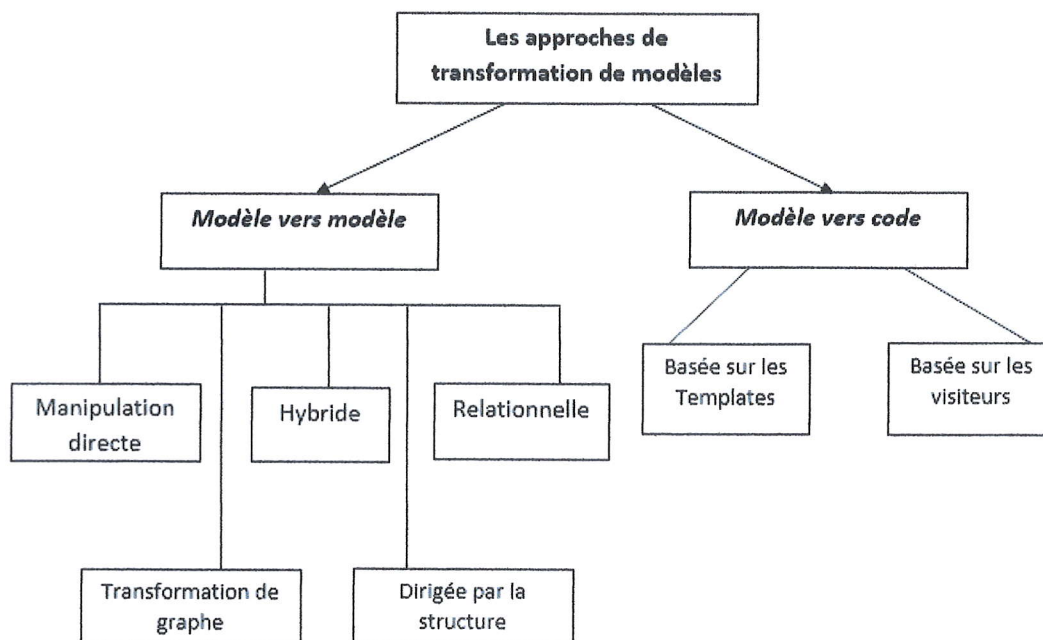 Les approches de
transformation de modèles
Modèle vers modèle
Modèle vers code
Manipulation
directe
Hybride
Relationnelle
Basée sur les
Templates
Basée sur les
visiteurs
Transformation de
graphe
Dirigée par la
structure